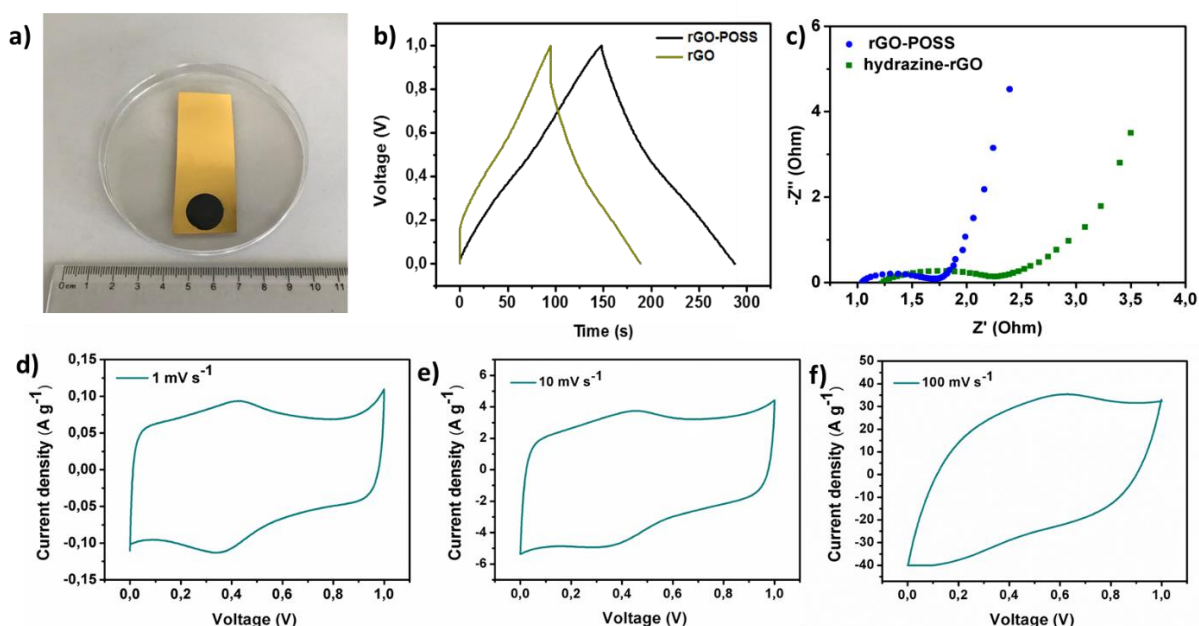 a)
0cm 1 2 3 4 5 6 7 8 9 10 11
b)
rGO-POSS
rGO
Voltage (V)
1,0
0,8
0,6
0,4
0,2
0,0
0 50 100 150 200 250 300
Time (s)
c)
rGO-POSS
hydrazine-rGO
-Z'' (Ohm)
6
4
2
0
1,0 1,5 2,0 2,5 3,0 3,5 4,0
Z' (Ohm)
d)
1 mV s⁻¹
Current density (A g⁻¹)
0,15
0,10
0,05
0,00
-0,05
-0,10
-0,15
0,0 0,2 0,4 0,6 0,8 1,0
Voltage (V)
e)
10 mV s⁻¹
Current density (A g⁻¹)
6
4
2
0
-2
-4
-6
0,0 0,2 0,4 0,6 0,8 1,0
Voltage (V)
f)
100 mV s⁻¹
Current density (A g⁻¹)
50
40
30
20
10
0
-10
-20
-30
-40
0,0 0,2 0,4 0,6 0,8 1,0
Voltage (V)